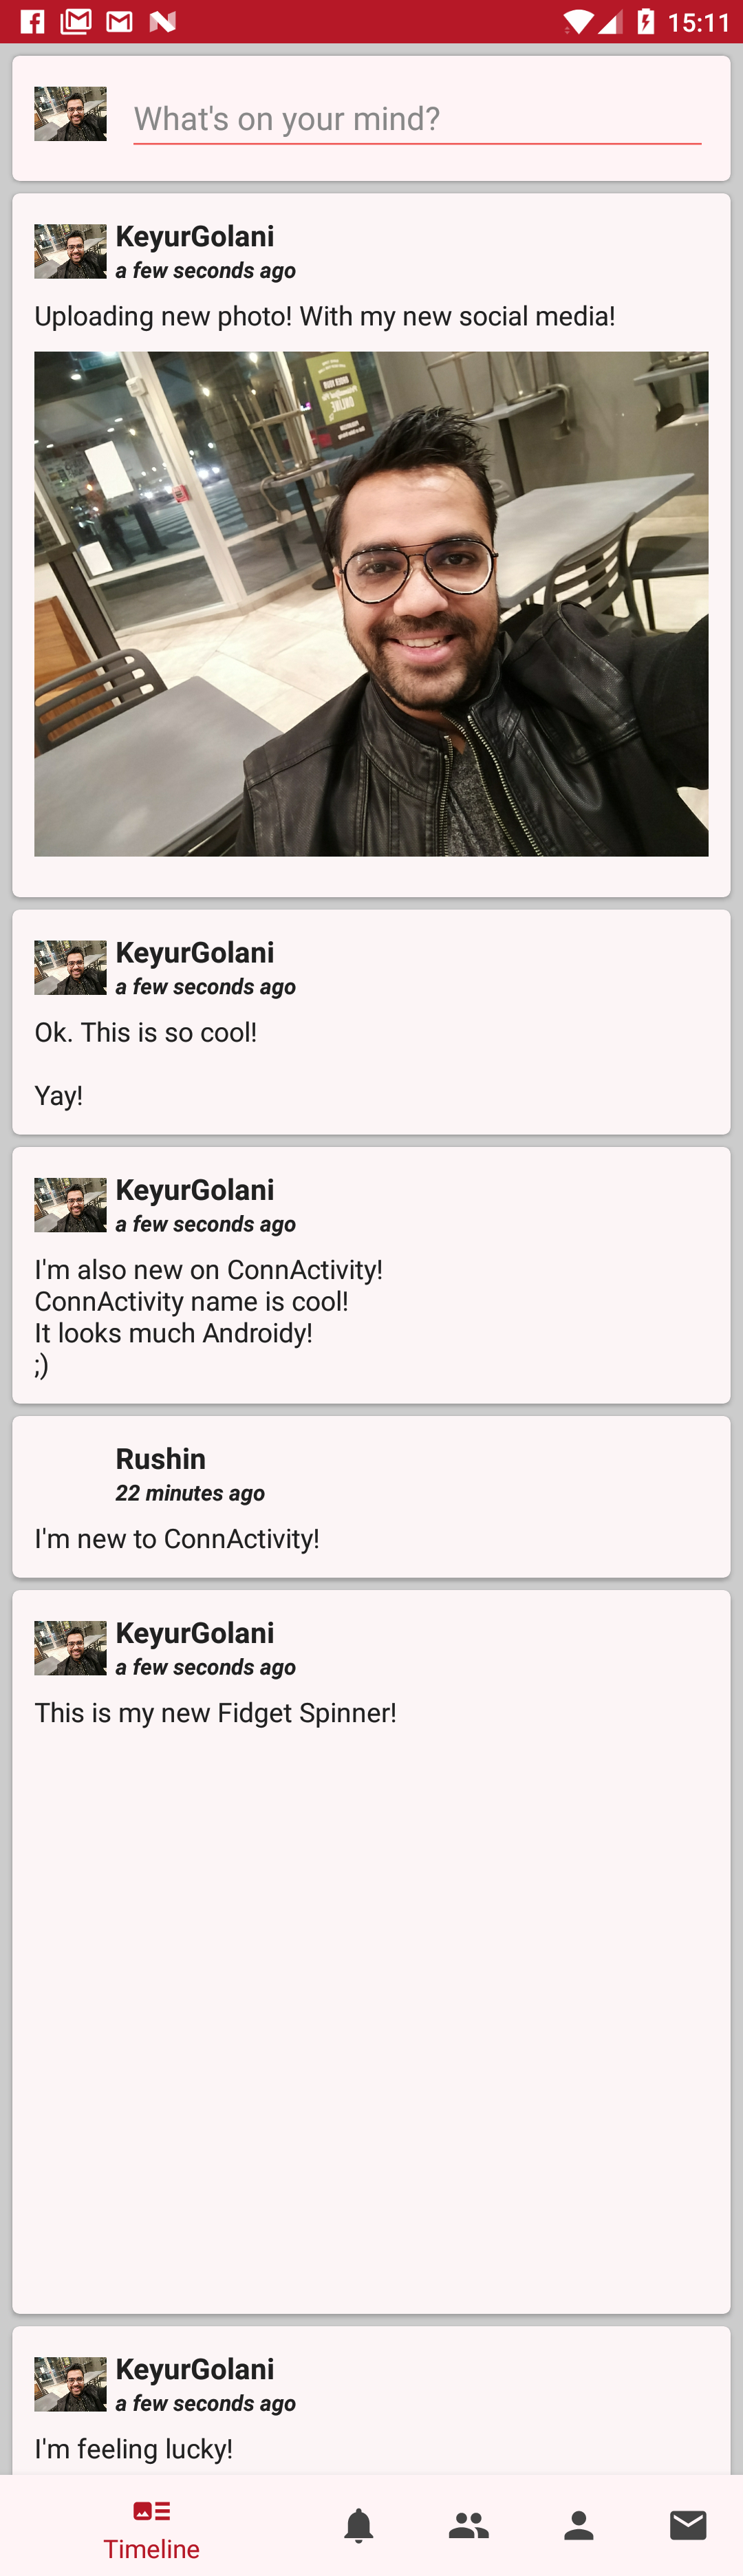 15:11
What's on your mind?
KeyurGolani
a few seconds ago
Uploading new photo! With my new social media!
ONLINE
KeyurGolani
a few seconds ago
Ok. This is so cool!
Yay!
KeyurGolani
a few seconds ago
I'm also new on ConnActivity!
ConnActivity name is cool!
It looks much Androidy!
;)
Rushin
22 minutes ago
I'm new to ConnActivity!
KeyurGolani
a few seconds ago
This is my new Fidget Spinner!
KeyurGolani
a few seconds ago
I'm feeling lucky!
Timeline